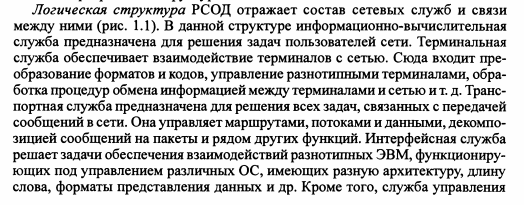 Логическая структура РСОД отражает состав сетевых служб и связи
между ними (рис. 1.1). В данной структуре информационно-вычислительная
служба предназначена для решения задач пользователей сети. Терминальная
служба обеспечивает взаимодействие терминалов с сетью. Сюда входит пре-
образование форматов и кодов, управление разнотипными терминалами, обра-
ботка процедур обмена информацией между терминалами и сетью и т. д. Транс-
портная служба предназначена для решения всех задач, связанных с передачей
сообщений в сети. Она управляет маршрутами, потоками и данными, декомпо-
зицией сообщений на пакеты и рядом других функций. Интерфейсная служба
решает задачи обеспечения взаимодействий разнотипных ЭВМ, функциониру-
ющих под управлением различных ОС, имеющих разную архитектуру, длину
слова, форматы представления данных и др. Кроме того, служба управления